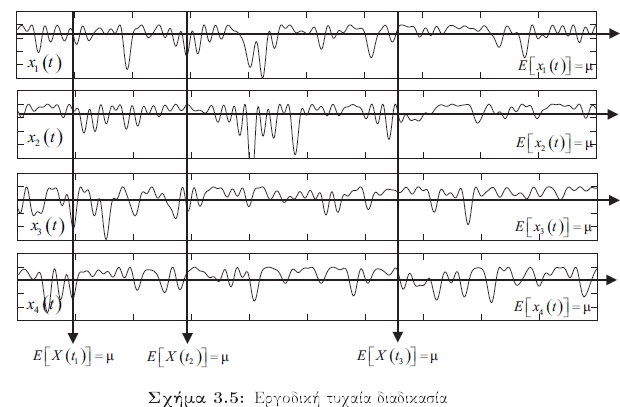 x₁(t)
E[x₁(t)]=μ
x₂(t)
E[x₂(t)]=μ
x₃(t)
E[x₃(t)]=μ
x₄(t)
E[x₄(t)]=μ
E[X(t₁)]=μ E[X(t₂)]=μ E[X(t₃)]=μ
Σχήμα 3.5: Εργοδική τυχαία διαδικασία